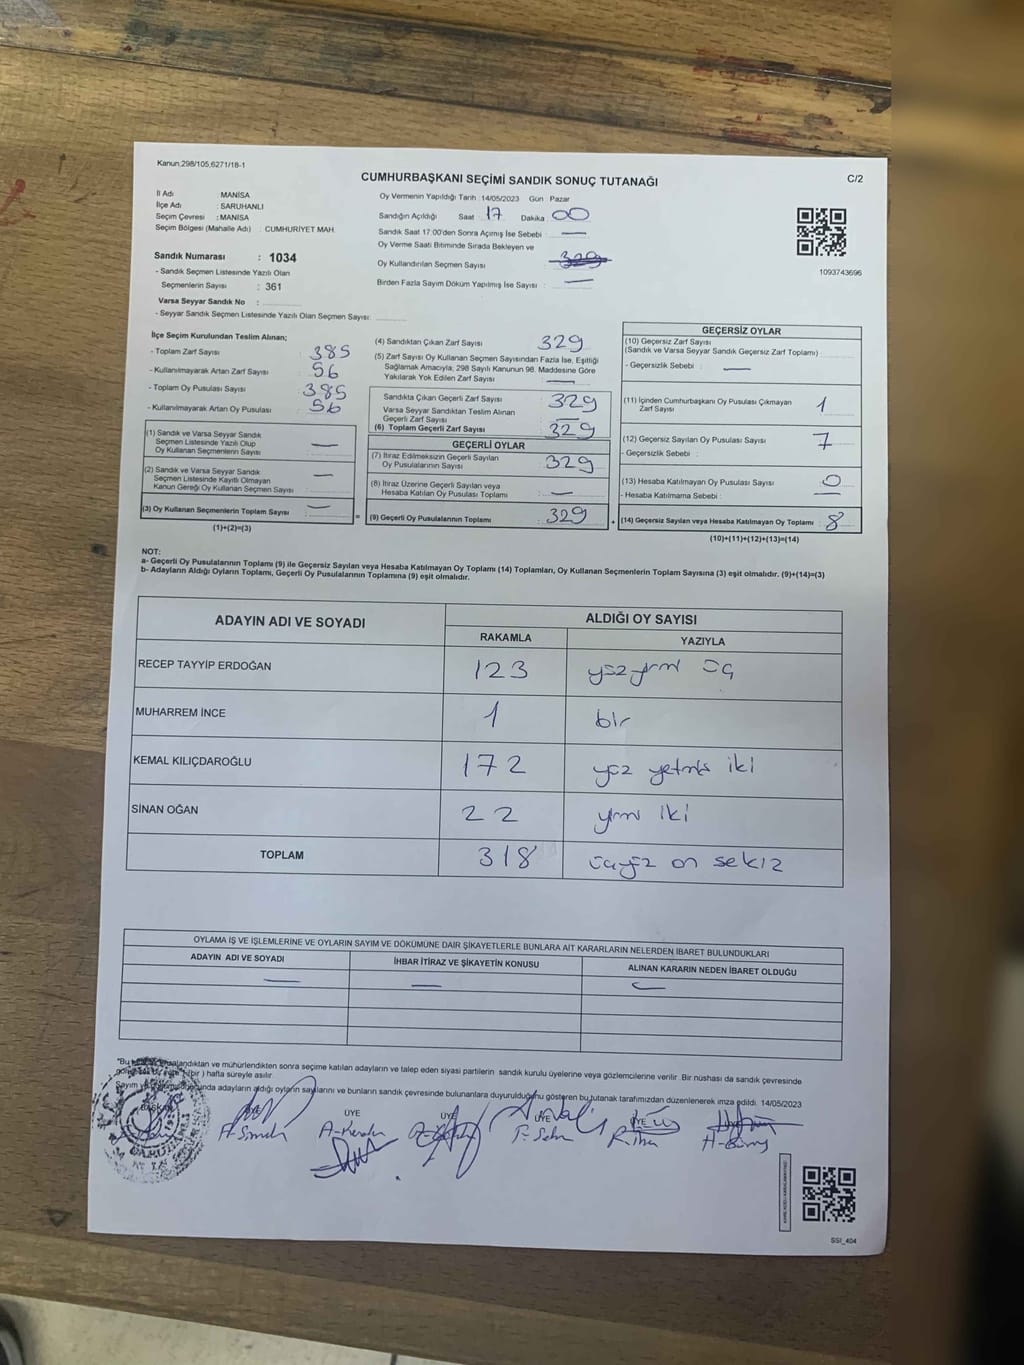 Kanun;298/105,6271/18-1
CUMHURBAŞKANI SEÇİMİ SANDIK SONUÇ TUTANAĞI
C/2
İl Adı : MANİSA
İlçe Adı : SARUHANLI
Seçim Çevresi : MANİSA
Seçim Bölgesi (Mahalle Adı) : CUMHURİYET MAH.
Sandık Numarası : 1034
- Sandık Seçmen Listesinde Yazılı Olan
Seçmenlerin Sayısı : 361
Varsa Seyyar Sandık No :
- Seyyar Sandık Seçmen Listesinde Yazılı Olan Seçmen Sayısı:
Oy Vermenin Yapıldığı Tarih :14/05/2023 Gün : Pazar
Sandığın Açıldığı Saat 17 Dakika 00
Sandık Saat 17:00'den Sonra Açılmış İse Sebebi : —
Oy Verme Saati Bitiminde Sırada Bekleyen ve
Oy Kullandırılan Seçmen Sayısı 329
Birden Fazla Sayım Döküm Yapılmış İse Sayısı : —
1093743696
İlçe Seçim Kurulundan Teslim Alınan;
- Toplam Zarf Sayısı : 385
- Kullanılmayarak Artan Zarf Sayısı : 56
- Toplam Oy Pusulası Sayısı : 385
- Kullanılmayarak Artan Oy Pusulası : 56
(1) Sandık ve Varsa Seyyar Sandık
Seçmen Listesinde Yazılı Olup
Oy Kullanan Seçmenlerin Sayısı : —
(2) Sandık ve Varsa Seyyar Sandık
Seçmen Listesinde Kayıtlı Olmayan
Kanun Gereği Oy Kullanan Seçmen Sayısı : —
(3) Oy Kullanan Seçmenlerin Toplam Sayısı : —
(1)+(2)=(3)
(4) Sandıktan Çıkan Zarf Sayısı : 329
(5) Zarf Sayısı Oy Kullanan Seçmen Sayısından Fazla İse, Eşitliği
Sağlamak Amacıyla, 298 Sayılı Kanunun 98. Maddesine Göre
Yakılarak Yok Edilen Zarf Sayısı : —
Sandıkta Çıkan Geçerli Zarf Sayısı : 329
Varsa Seyyar Sandıktan Teslim Alınan
Geçerli Zarf Sayısı : —
(6) Toplam Geçerli Zarf Sayısı : 329
GEÇERLİ OYLAR
(7) İtiraz Edilmeksizin Geçerli Sayılan
Oy Pusulalarının Sayısı : 329
(8) İtiraz Üzerine Geçerli Sayılan veya
Hesaba Katılan Oy Pusulası Toplamı : —
(9) Geçerli Oy Pusulalarının Toplamı : 329
GEÇERSİZ OYLAR
(10) Geçersiz Zarf Sayısı
(Sandık ve Varsa Seyyar Sandık Geçersiz Zarf Toplamı)
- Geçersizlik Sebebi : —
(11) İçinden Cumhurbaşkanı Oy Pusulası Çıkmayan
Zarf Sayısı : 1
(12) Geçersiz Sayılan Oy Pusulası Sayısı : 7
- Geçersizlik Sebebi :
(13) Hesaba Katılmayan Oy Pusulası Sayısı : 0
- Hesaba Katılmama Sebebi : —
(14) Geçersiz Sayılan veya Hesaba Katılmayan Oy Toplamı : 8
(10)+(11)+(12)+(13)=(14)
NOT:
a- Geçerli Oy Pusulalarının Toplamı (9) ile Geçersiz Sayılan veya Hesaba Katılmayan Oy Toplamı (14) Toplamları, Oy Kullanan Seçmenlerin Toplam Sayısına (3) eşit olmalıdır. (9)+(14)=(3)
b- Adayların Aldığı Oyların Toplamı, Geçerli Oy Pusulalarının Toplamına (9) eşit olmalıdır.
ADAYIN ADI VE SOYADI ALDIĞI OY SAYISI
RAKAMLA YAZIYLA
RECEP TAYYİP ERDOĞAN 123 yüz yirmi üç
MUHARREM İNCE 1 bir
KEMAL KILIÇDAROĞLU 172 yüz yetmiş iki
SİNAN OĞAN 22 yirmi iki
TOPLAM 318 üçyüz on sekiz
OYLAMA İŞ VE İŞLEMLERİNE VE OYLARIN SAYIM VE DÖKÜMÜNE DAİR ŞİKAYETLERLE BUNLARA AİT KARARLARIN NELERDEN İBARET BULUNDUKLARI
ADAYIN ADI VE SOYADI İHBAR İTİRAZ VE ŞİKAYETİN KONUSU ALINAN KARARIN NEDEN İBARET OLDUĞU
— — —
"Bu imzalandıktan ve mühürlendikten sonra seçime katılan adayların ve talep eden siyasi partilerin sandık kurulu üyelerine veya gözlemcilerine verilir. Bir nüshası da sandık çevresinde
(bir) hafta süreyle asılır.
Sayım adayların aldığı oyların sayılarını ve bunların sandık çevresinde bulunanlara duyurulduğunu gösteren bu tutanak tarafımızdan düzenlenerek imza edildi. 14/05/2023
BAŞKAN ÜYE ÜYE ÜYE ÜYE ÜYE
SSI_404